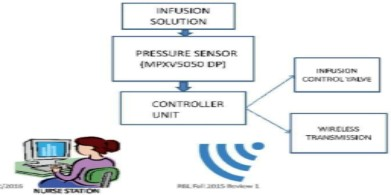 INFUSION
SOLUTION
PRESSURE SENSOR
[MPXV5050 DP]
CONTROLLER
UNIT
INFUSION
CONTROL VALVE
WIRELESS
TRANSMISSION
NURSE STATION
PBL Fall 2015 Review 1